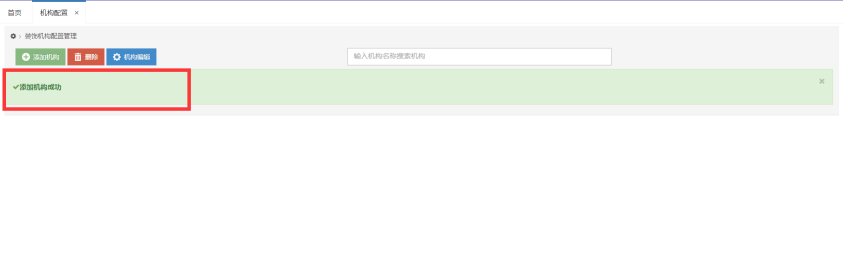 首页 机构配置 ×
装饰机构配置管理
添加机构 删除 机构编辑 输入机构名称搜索机构
添加机构成功 ×